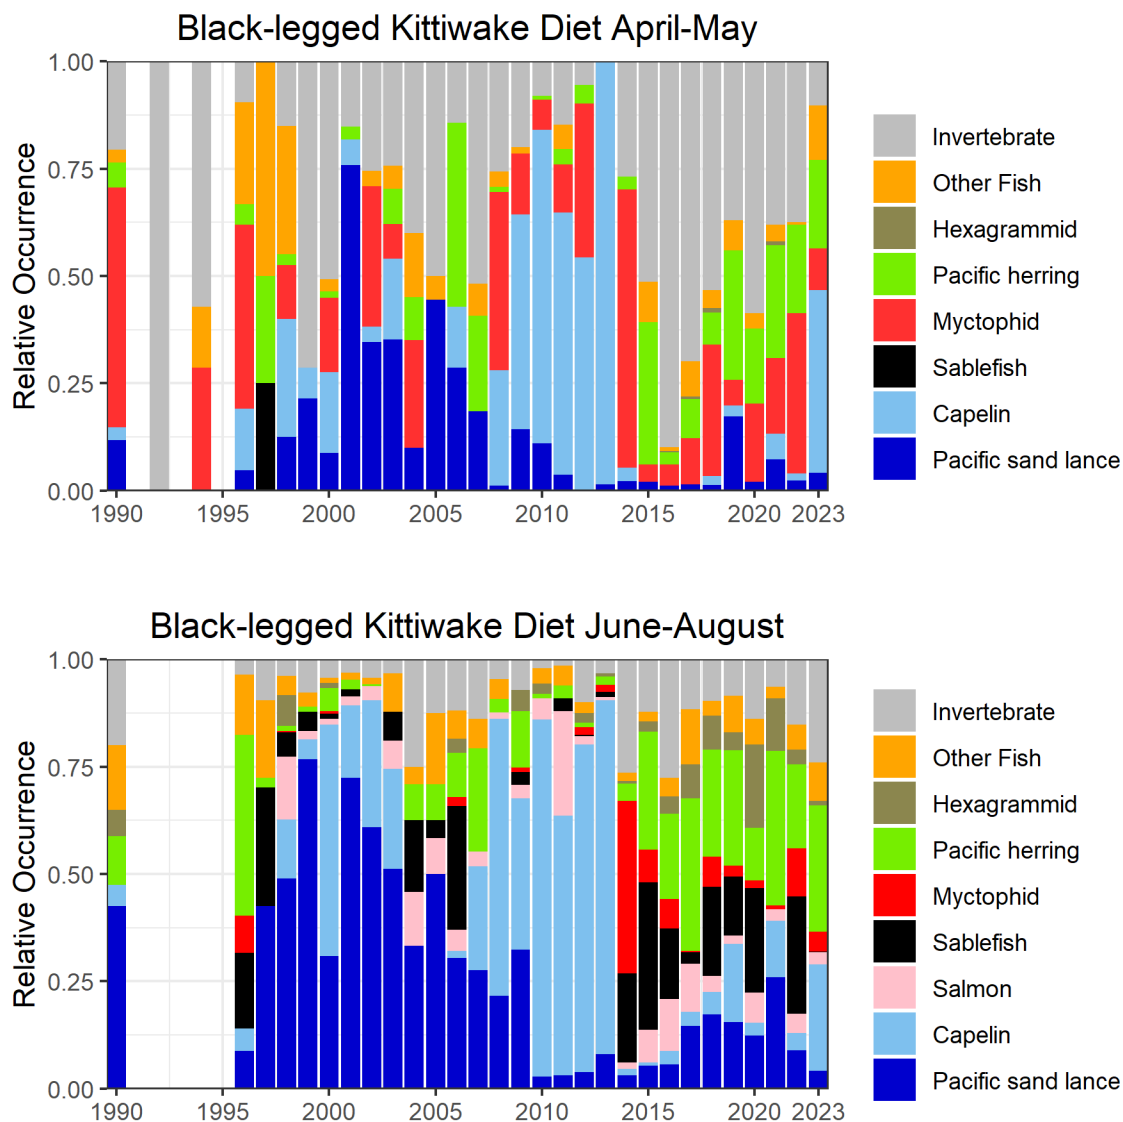 Black-legged Kittiwake Diet April-May
Relative Occurrence
1.00
0.75
0.50
0.25
0.00
1990
1995
2000
2005
2010
2015
2020
2023
Invertebrate
Other Fish
Hexagrammid
Pacific herring
Myctophid
Sablefish
Capelin
Pacific sand lance
Black-legged Kittiwake Diet June-August
Relative Occurrence
1.00
0.75
0.50
0.25
0.00
1990
1995
2000
2005
2010
2015
2020
2023
Invertebrate
Other Fish
Hexagrammid
Pacific herring
Myctophid
Sablefish
Salmon
Capelin
Pacific sand lance